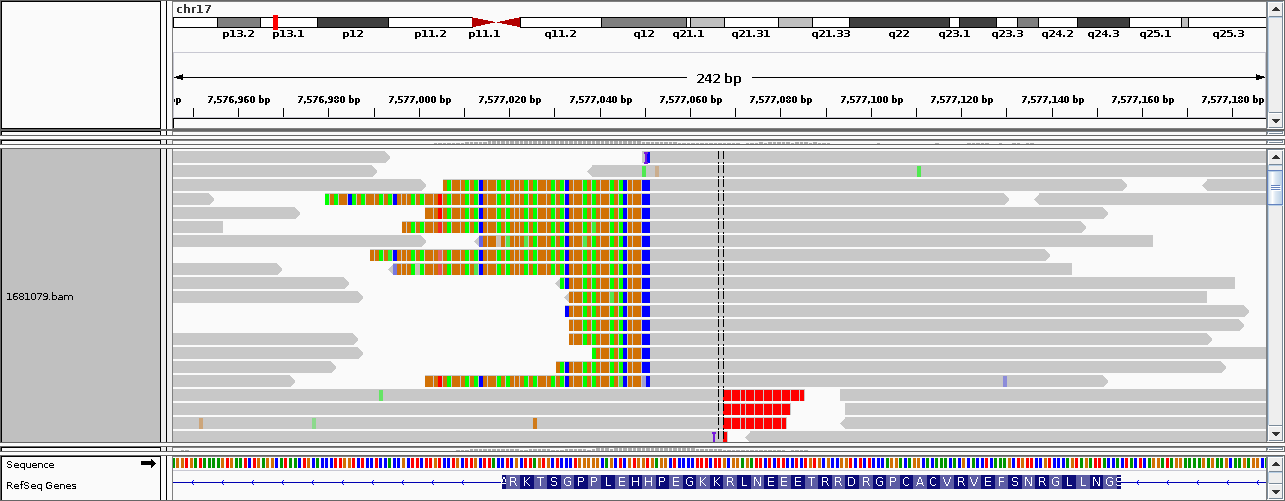 chr17
p13.2 p13.1 p12 p11.2 p11.1 q11.2 q12 q21.1 q21.31 q21.33 q22 q23.1 q23.3 q24.2 q24.3 q25.1 q25.3
242 bp
7,576,960 bp 7,576,980 bp 7,577,000 bp 7,577,020 bp 7,577,040 bp 7,577,060 bp 7,577,080 bp 7,577,100 bp 7,577,120 bp 7,577,140 bp 7,577,160 bp 7,577,180 bp
1681079.bam
Sequence
RefSeq Genes
R K T S G P P L E H H P E G K K R L N E E E T R R D R G P C A C V R V E F S N R G L L N G S